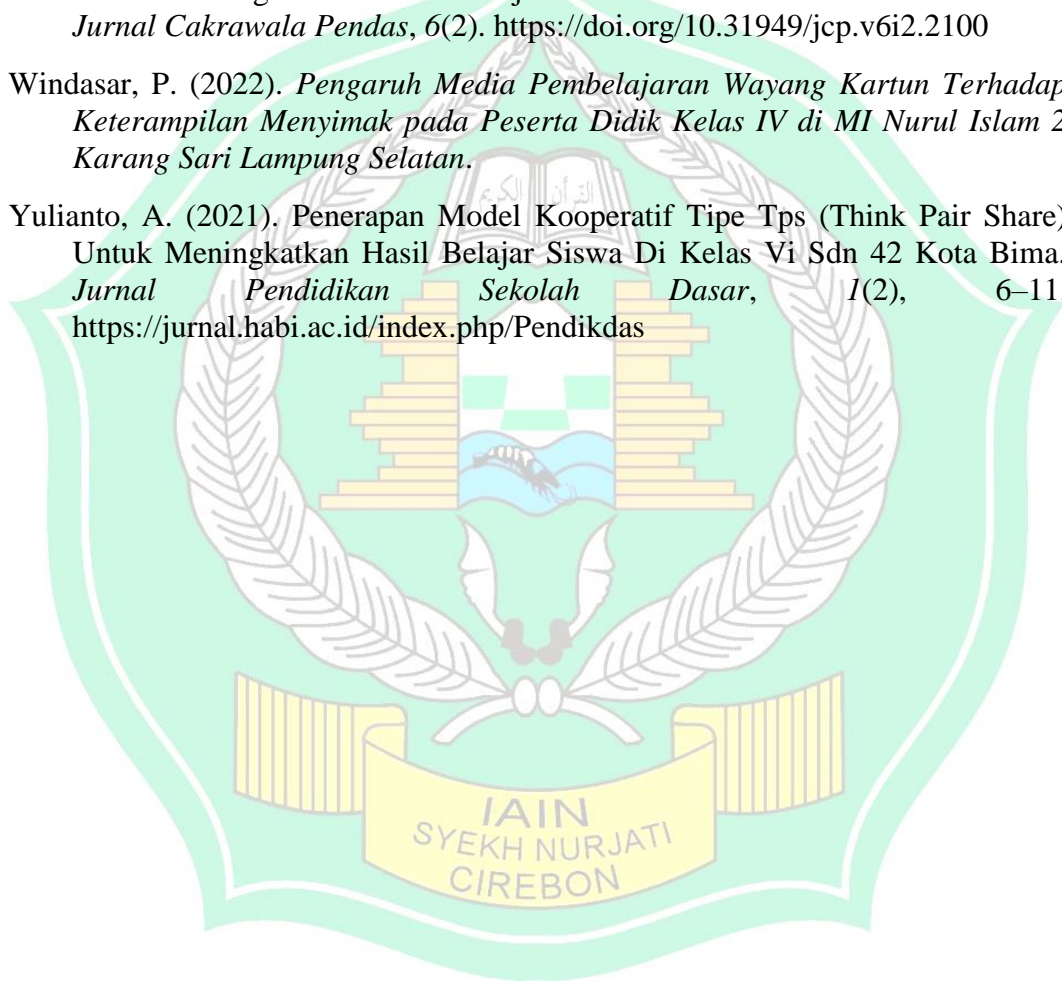 Jurnal Cakrawala Pendas, 6(2). https://doi.org/10.31949/jcp.v6i2.2100
Windasar, P. (2022). Pengaruh Media Pembelajaran Wayang Kartun Terhadap
Keterampilan Menyimak pada Peserta Didik Kelas IV di MI Nurul Islam 2
Karang Sari Lampung Selatan.
Yulianto, A. (2021). Penerapan Model Kooperatif Tipe Tps (Think Pair Share)
Untuk Meningkatkan Hasil Belajar Siswa Di Kelas Vi Sdn 42 Kota Bima.
Jurnal Pendidikan Sekolah Dasar, 1(2), 6–11
https://jurnal.habi.ac.id/index.php/Pendikdas
القرآن الكريم
IAIN
SYEKH NURJATI
CIREBON